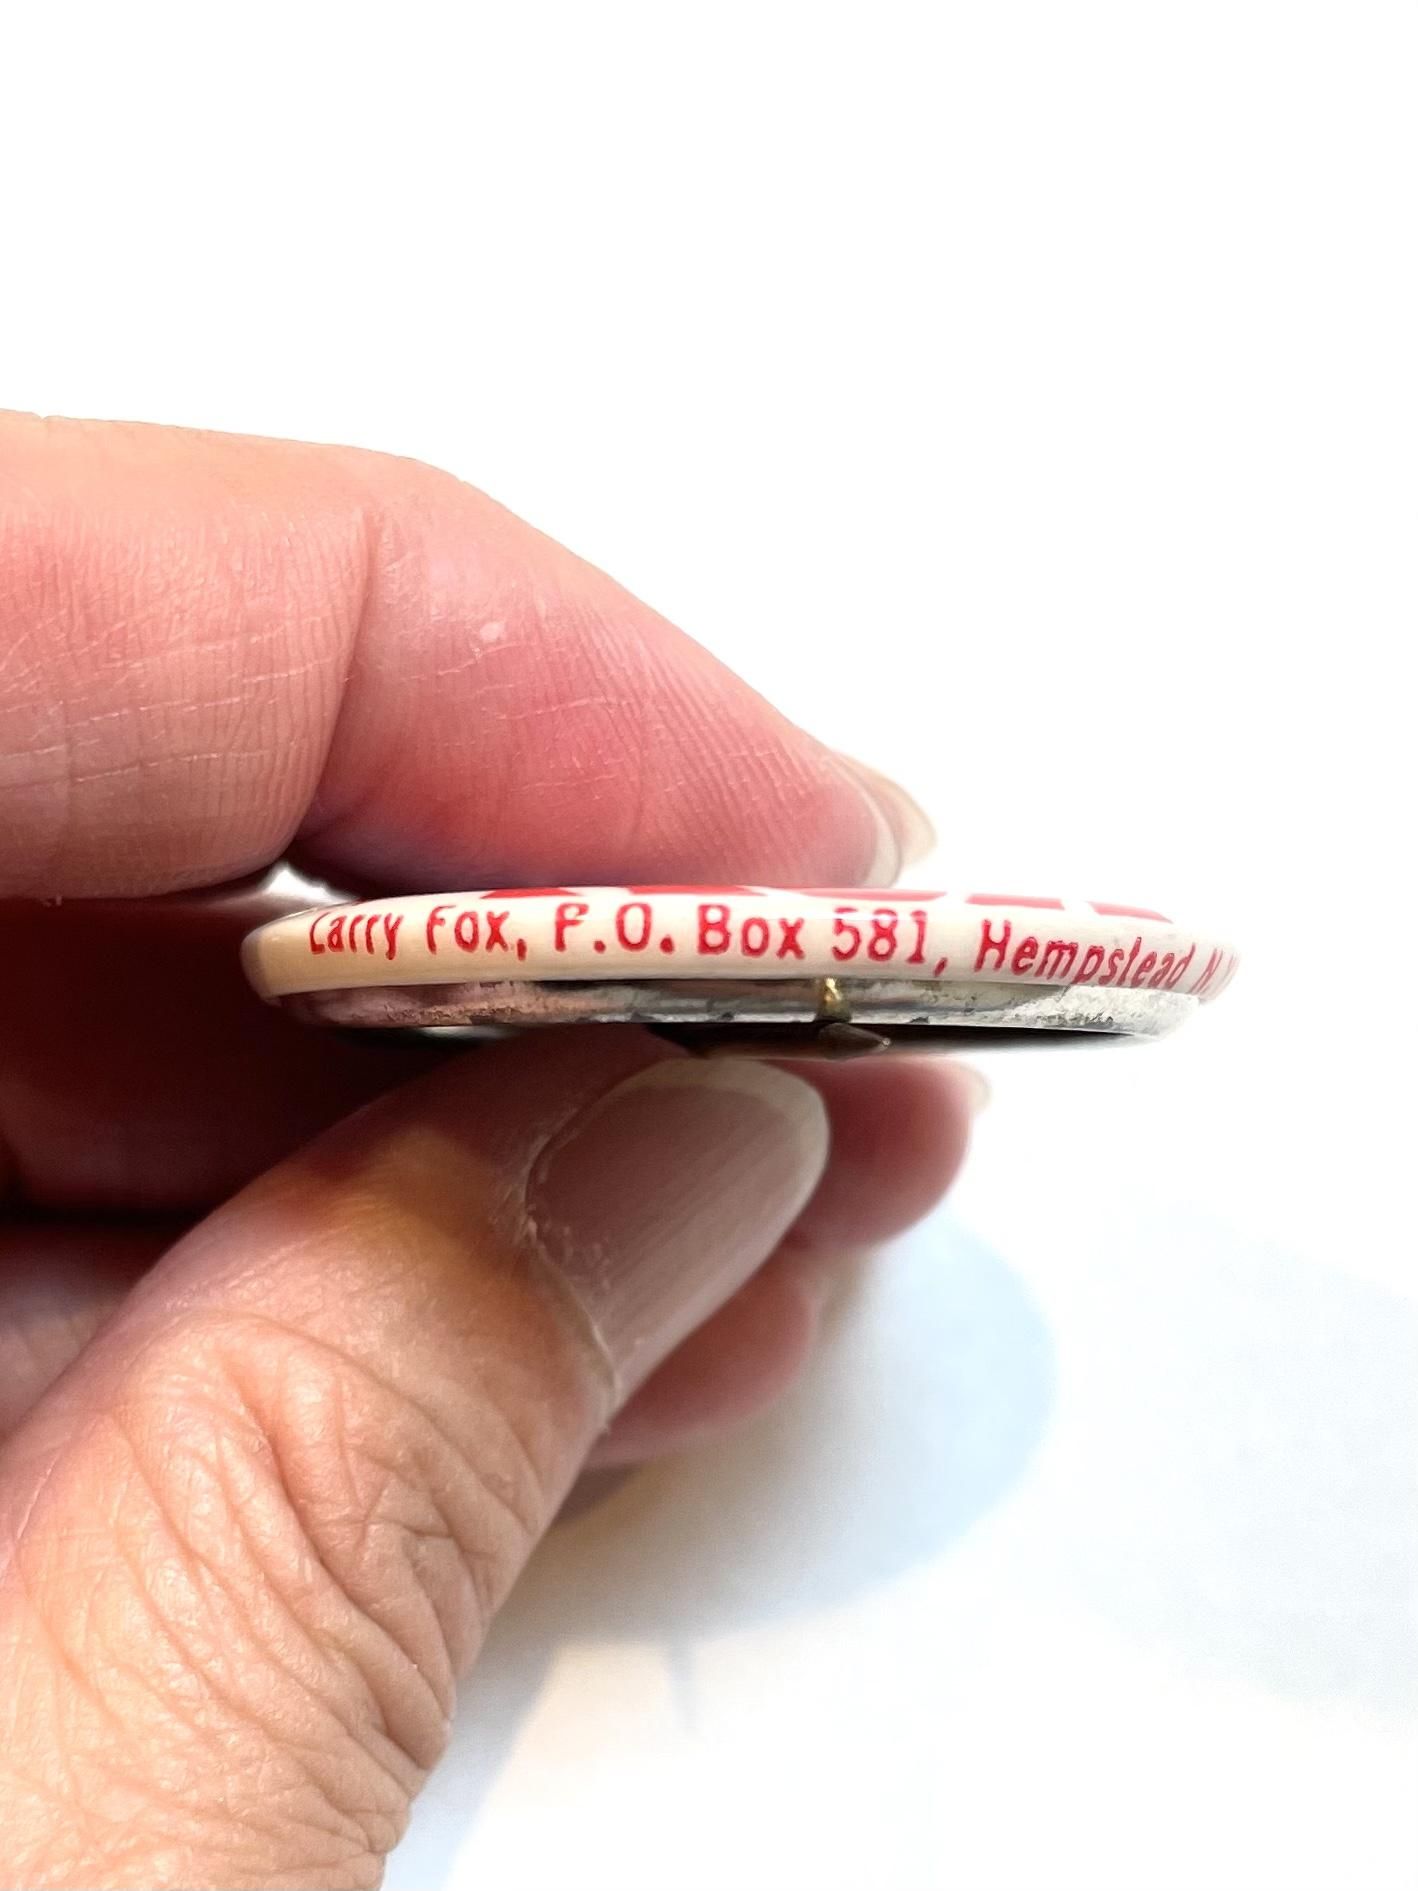 Larry Fox, P.O. Box 581, Hempstead N.Y